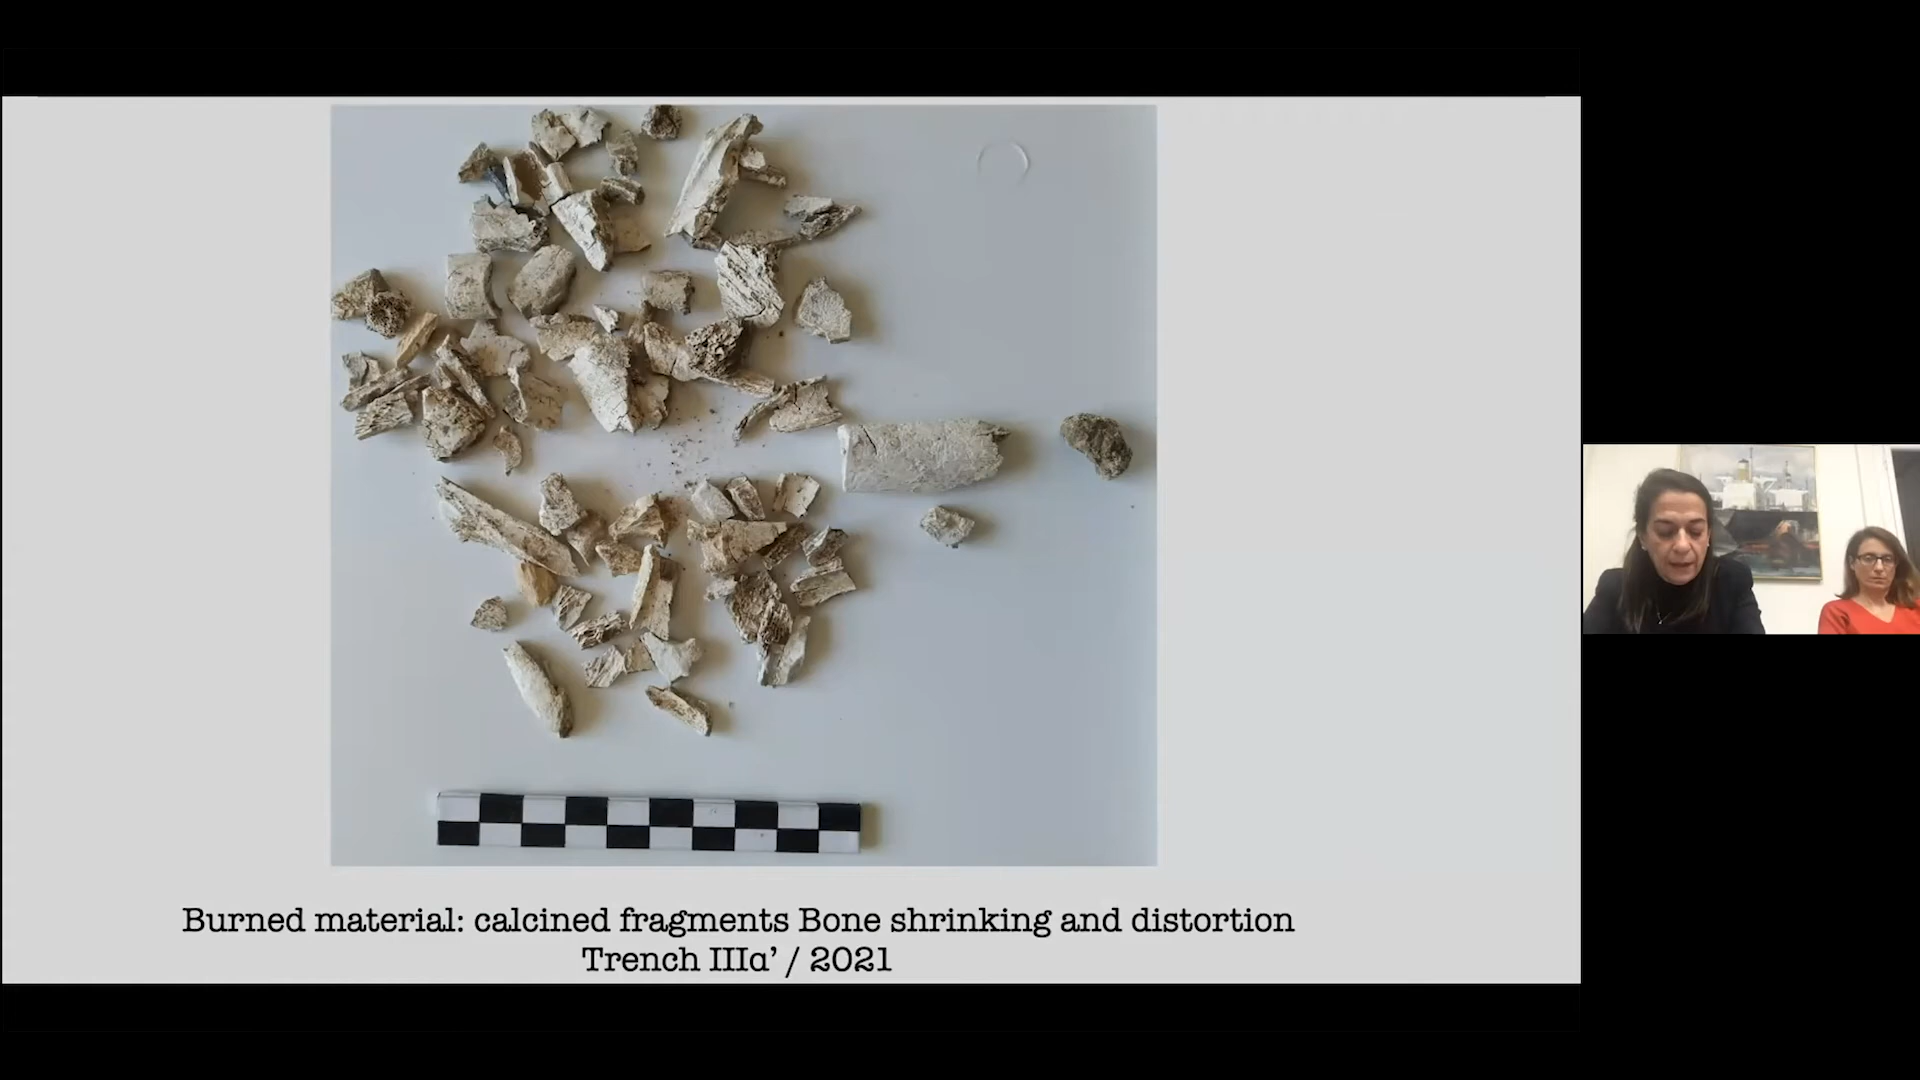 Burned material: calcined fragments Bone shrinking and distortion
Trench IIIα’ / 2021